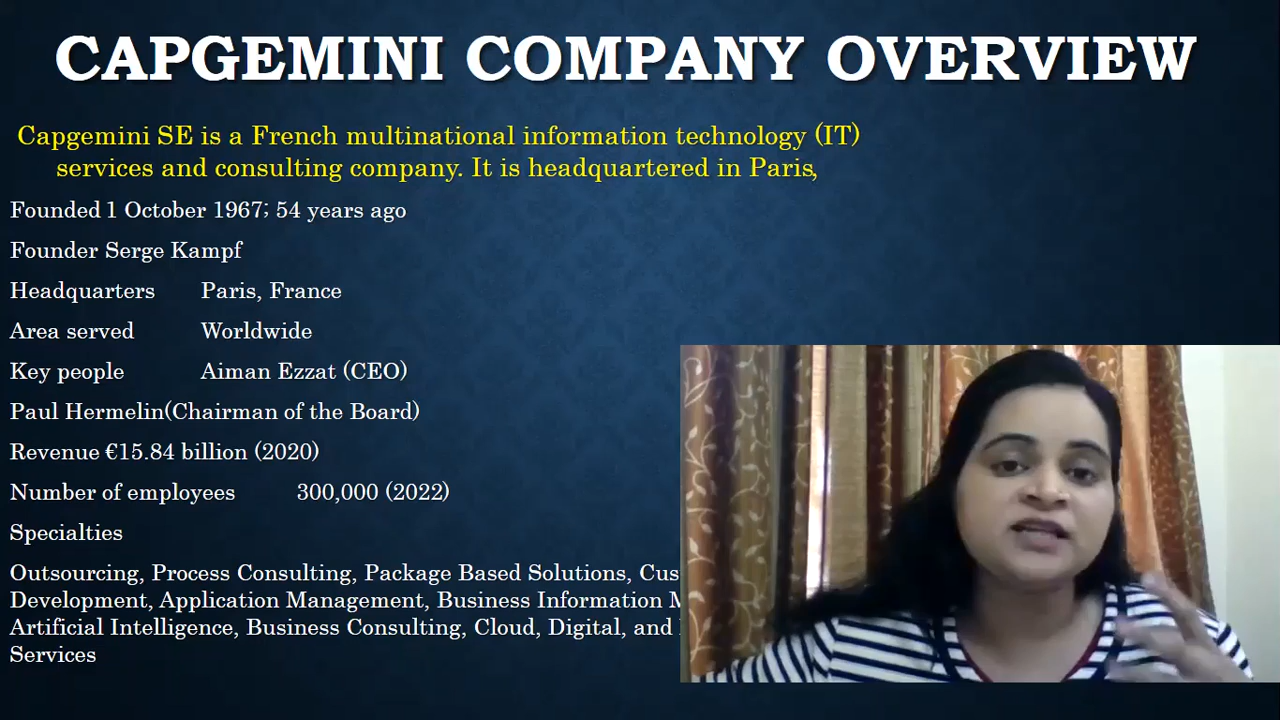 CAPGEMINI COMPANY OVERVIEW
Capgemini SE is a French multinational information technology (IT)
services and consulting company. It is headquartered in Paris,
Founded 1 October 1967; 54 years ago
Founder Serge Kampf
Headquarters Paris, France
Area served Worldwide
Key people Aiman Ezzat (CEO)
Paul Hermelin(Chairman of the Board)
Revenue €15.84 billion (2020)
Number of employees 300,000 (2022)
Specialties
Outsourcing, Process Consulting, Package Based Solutions,
Development, Application Management, Business Information
Artificial Intelligence, Business Consulting, Cloud, Digital, and
Services